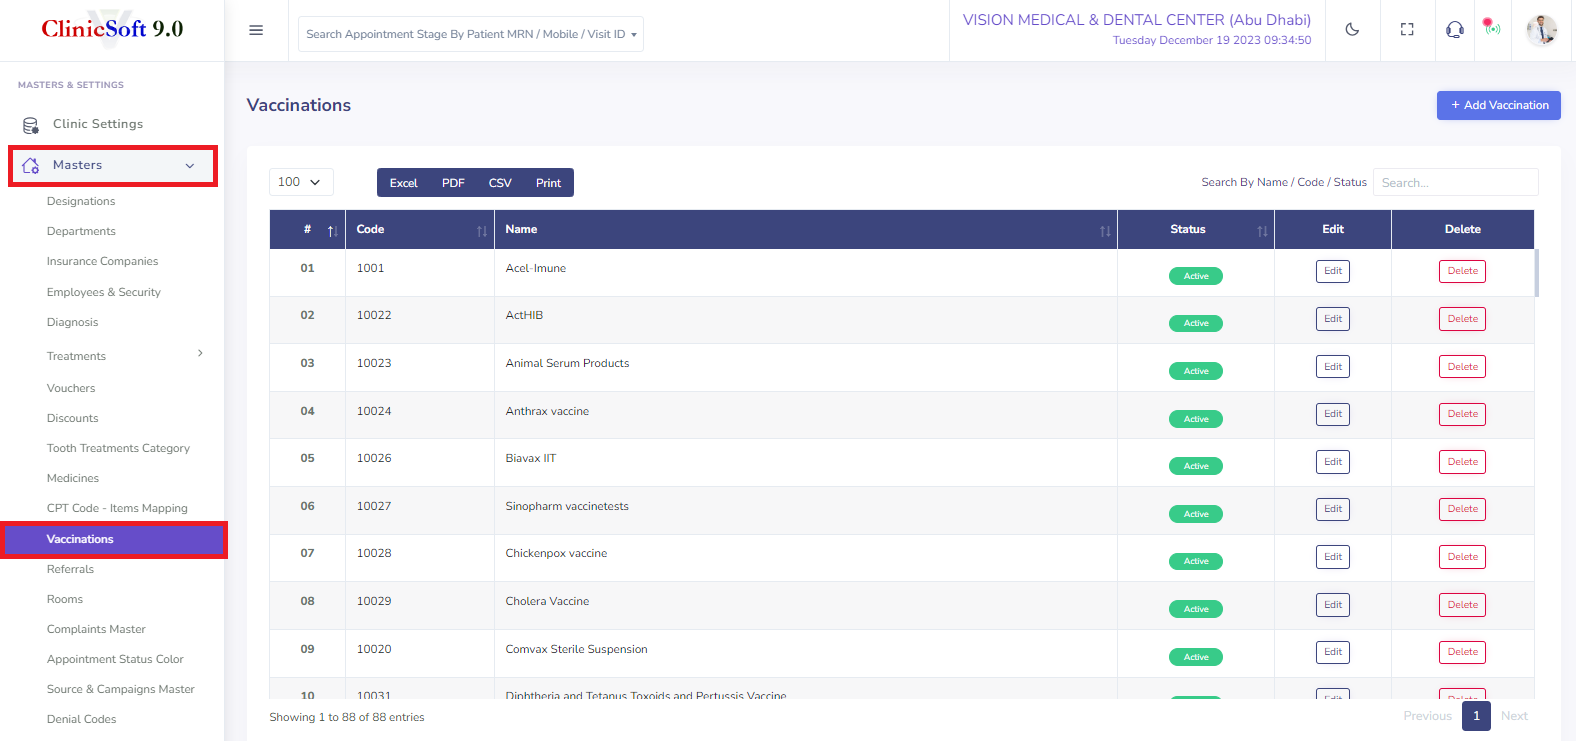 ClinicSoft 9.0
Search Appointment Stage By Patient MRN / Mobile / Visit ID
VISION MEDICAL & DENTAL CENTER (Abu Dhabi)
Tuesday December 19 2023 09:34:50
MASTERS & SETTINGS
Clinic Settings
Masters
Designations
Departments
Insurance Companies
Employees & Security
Diagnosis
Treatments
Vouchers
Discounts
Tooth Treatments Category
Medicines
CPT Code - Items Mapping
Vaccinations
Referrals
Rooms
Complaints Master
Appointment Status Color
Source & Campaigns Master
Denial Codes
Vaccinations
+ Add Vaccination
100 Excel PDF CSV Print Search By Name / Code / Status Search...
# Code Name Status Edit Delete
01 1001 Acel-Imune Active Edit Delete
02 10022 ActHIB Active Edit Delete
03 10023 Animal Serum Products Active Edit Delete
04 10024 Anthrax vaccine Active Edit Delete
05 10026 Biavax IIT Active Edit Delete
06 10027 Sinopharm vaccinetests Active Edit Delete
07 10028 Chickenpox vaccine Active Edit Delete
08 10029 Cholera Vaccine Active Edit Delete
09 10020 Comvax Sterile Suspension Active Edit Delete
10 10031 Diphtheria and Tetanus Toxoids and Pertussis Vaccine Edit Delete
Showing 1 to 88 of 88 entries
Previous 1 Next